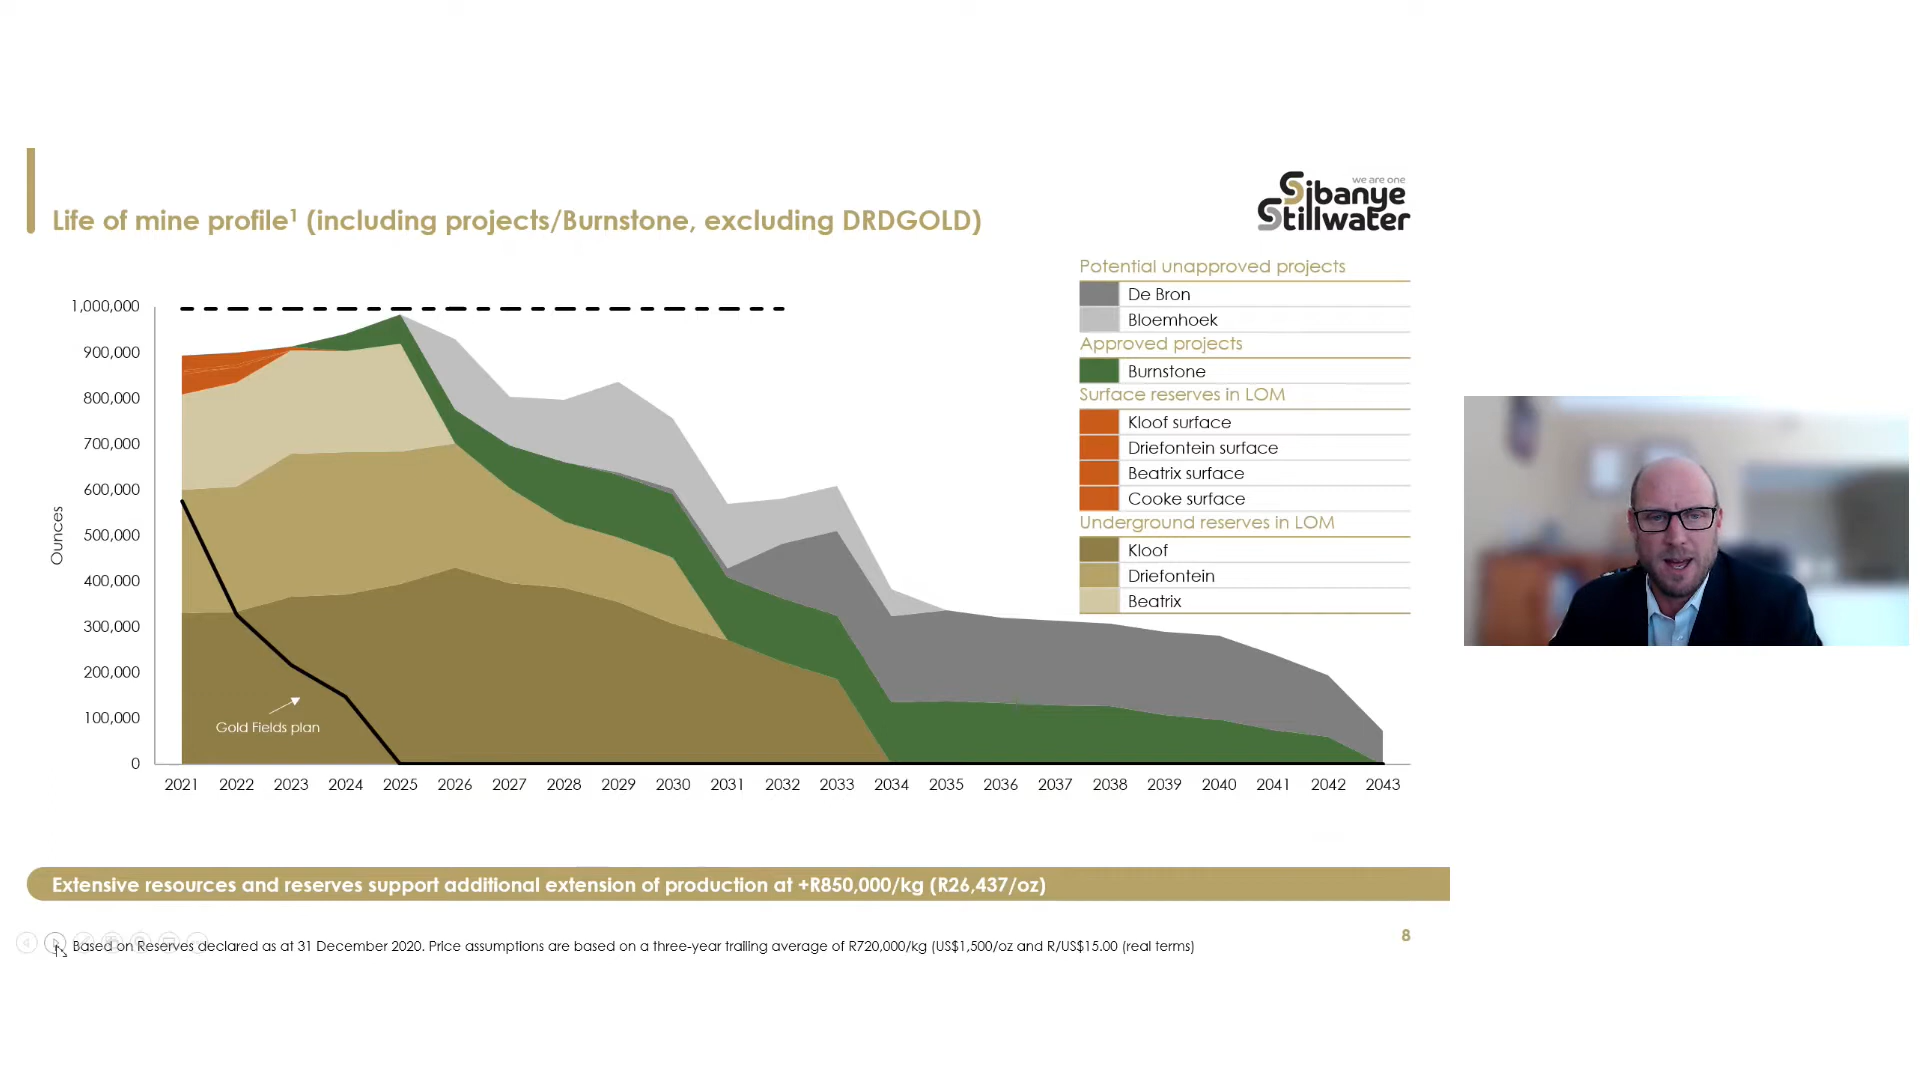 we are one
Sibanye
Stillwater
Life of mine profile¹ (including projects/Burnstone, excluding DRDGOLD)
Potential unapproved projects
De Bron
Bloemhoek
Approved projects
Burnstone
Surface reserves in LOM
Kloof surface
Driefontein surface
Beatrix surface
Cooke surface
Underground reserves in LOM
Kloof
Driefontein
Beatrix
Ounces
1,000,000
900,000
800,000
700,000
600,000
500,000
400,000
300,000
200,000
100,000
0
Gold Fields plan
2021 2022 2023 2024 2025 2026 2027 2028 2029 2030 2031 2032 2033 2034 2035 2036 2037 2038 2039 2040 2041 2042 2043
Extensive resources and reserves support additional extension of production at +R850,000/kg (R26,437/oz)
Based on Reserves declared as at 31 December 2020. Price assumptions are based on a three-year trailing average of R720,000/kg (US$1,500/oz and R/US$15.00 (real terms)
8